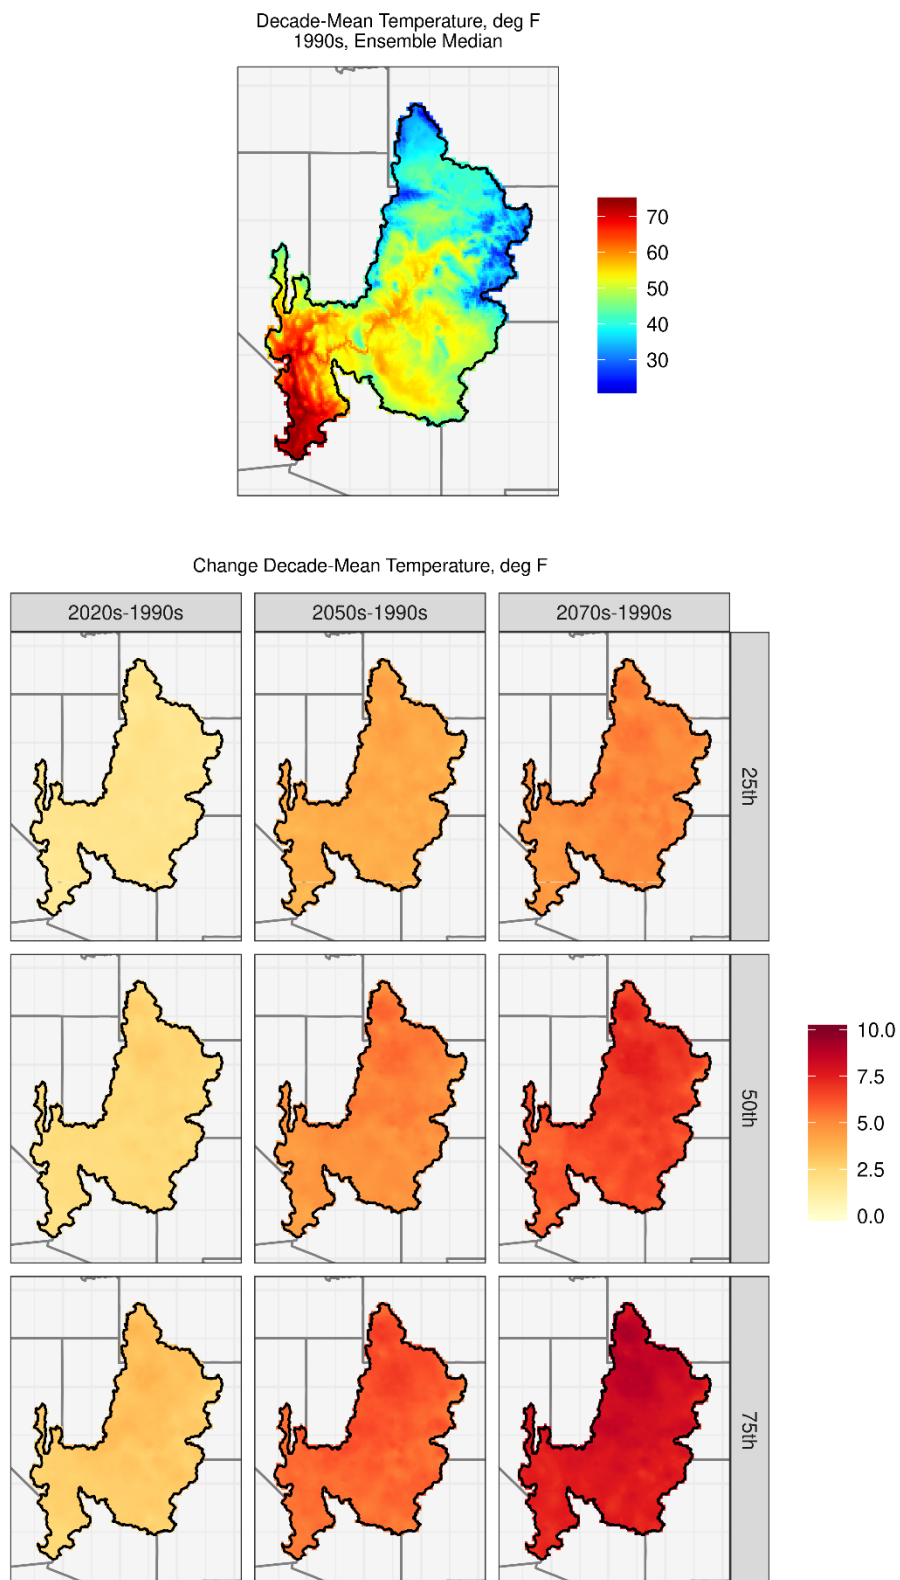 Decade-Mean Temperature, deg F
1990s, Ensemble Median
70
60
50
40
30
Change Decade-Mean Temperature, deg F
2020s-1990s
2050s-1990s
2070s-1990s
25th
50th
10.0
7.5
5.0
2.5
0.0
75th